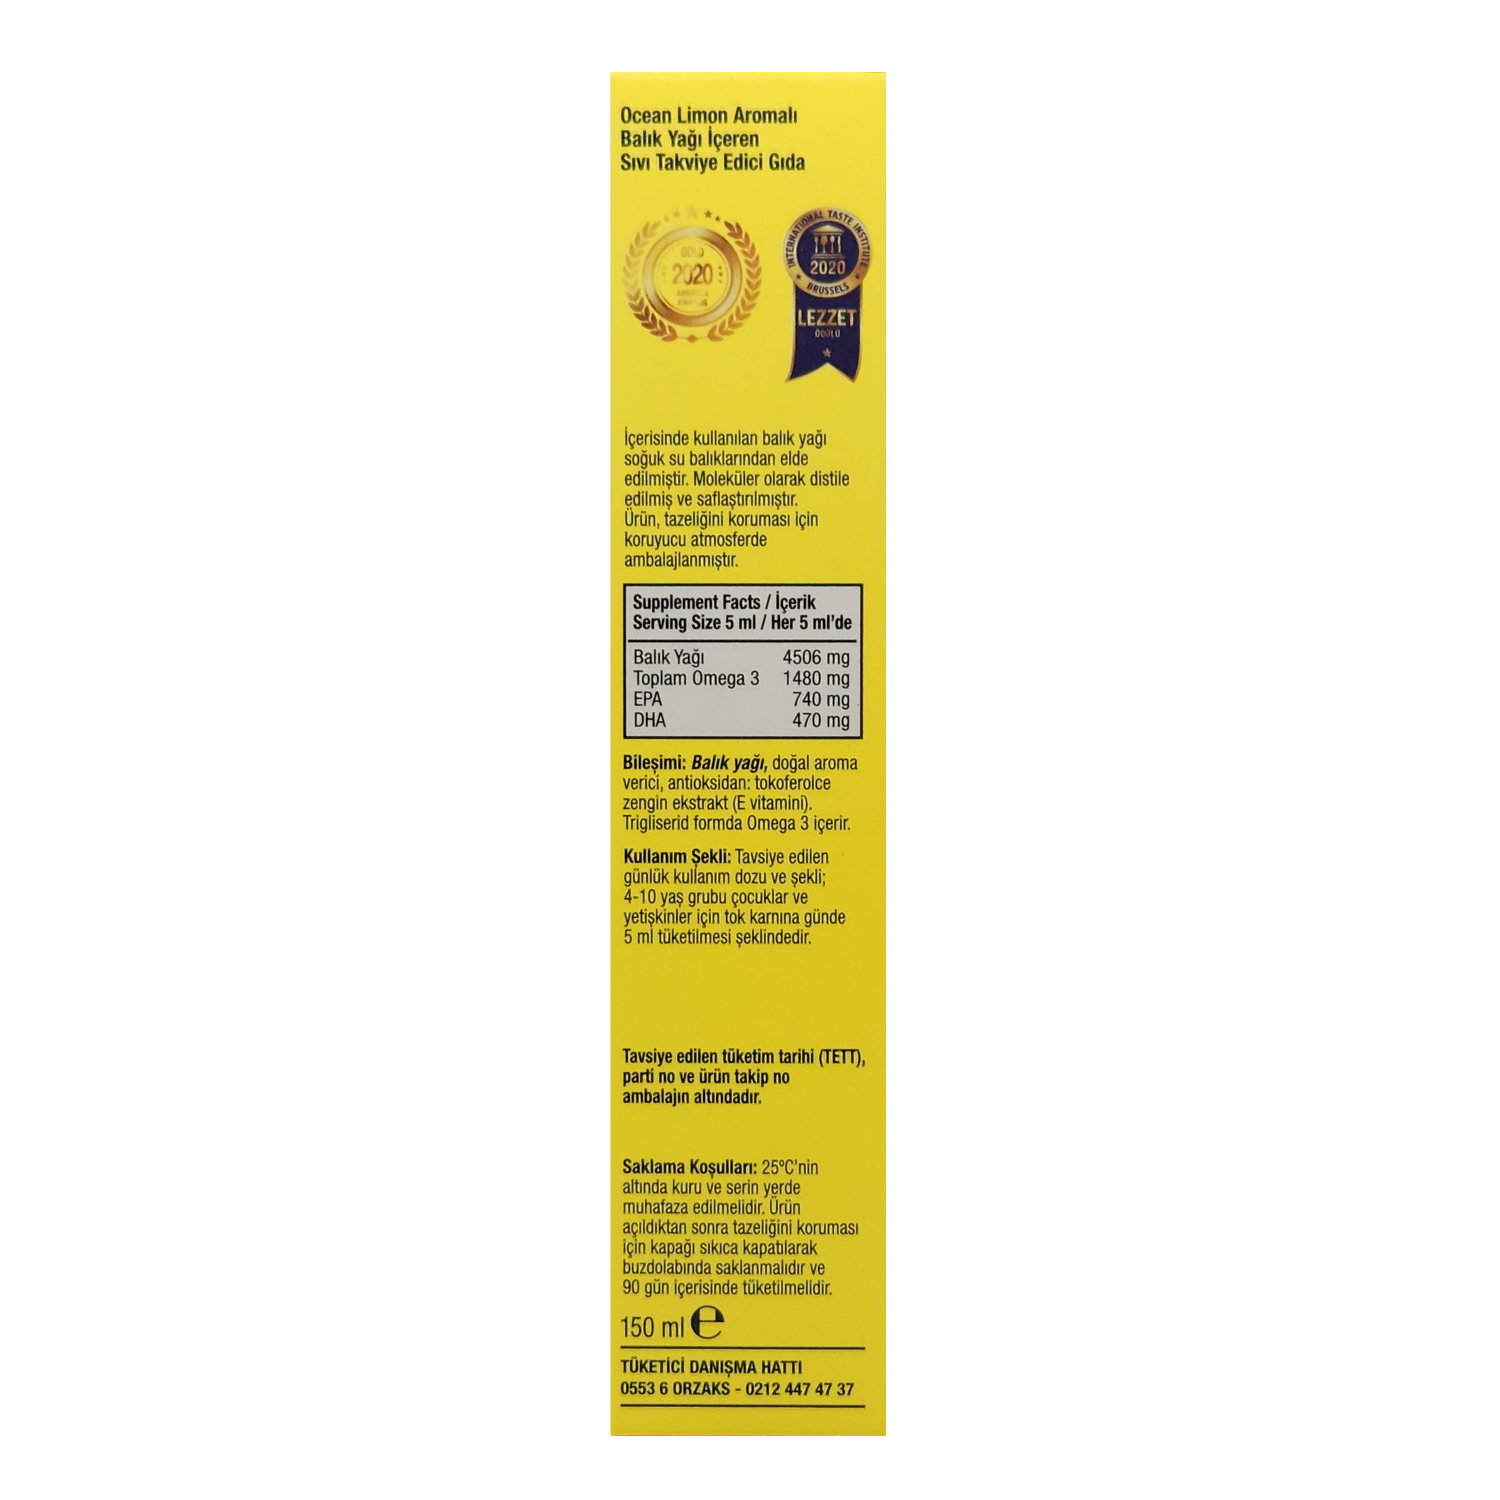 Ocean Limon Aromalı
Balık Yağı İçeren
Sıvı Takviye Edici Gıda
GOLD
2020
INTERNATIONAL TASTE INSTITUTE
2020
BRUSSELS
LEZZET
ÖDÜLÜ
İçerisinde kullanılan balık yağı
soğuk su balıklarından elde
edilmiştir. Moleküler olarak distile
edilmiş ve saflaştırılmıştır.
Ürün, tazeliğini koruması için
koruyucu atmosferde
ambalajlanmıştır.
Supplement Facts / İçerik
Serving Size 5 ml / Her 5 ml'de
Balık Yağı 4506 mg
Toplam Omega 3 1480 mg
EPA 740 mg
DHA 470 mg
Bileşimi: Balık yağı, doğal aroma
verici, antioksidan: tokoferolce
zengin ekstrakt (E vitamini).
Trigliserid formda Omega 3 içerir.
Kullanım Şekli: Tavsiye edilen
günlük kullanım dozu ve şekli;
4-10 yaş grubu çocuklar ve
yetişkinler için tok karnına günde
5 ml tüketilmesi şeklindedir.
Tavsiye edilen tüketim tarihi (TETT),
parti no ve ürün takip no
ambalajın altındadır.
Saklama Koşulları: 25°C'nin
altında kuru ve serin yerde
muhafaza edilmelidir. Ürün
açıldıktan sonra tazeliğini koruması
için kapağı sıkıca kapatılarak
buzdolabında saklanmalıdır ve
90 gün içerisinde tüketilmelidir.
150 ml ℮
TÜKETİCİ DANIŞMA HATTI
0553 6 ORZAKS - 0212 447 47 37